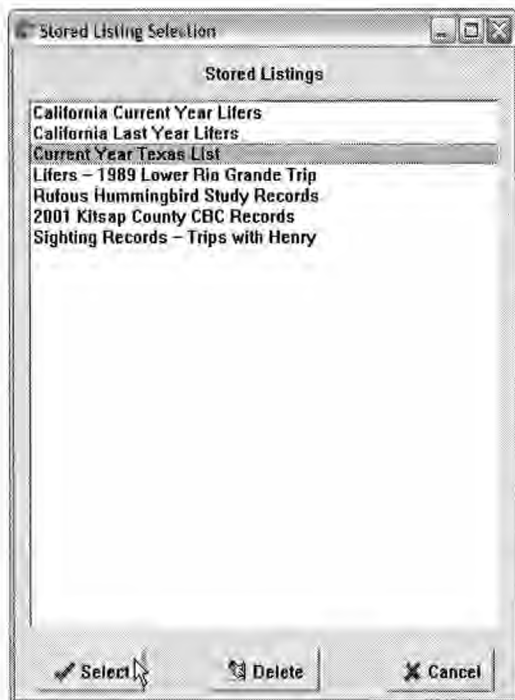 Stored Listing Selection
Stored Listings
California Current Year Lifers
California Last Year Lifers
Current Year Texas List
Lifers – 1989 Lower Rio Grande Trip
Rufous Hummingbird Study Records
2001 Kitsap County CBC Records
Sighting Records – Trips with Henry
Select
Delete
Cancel